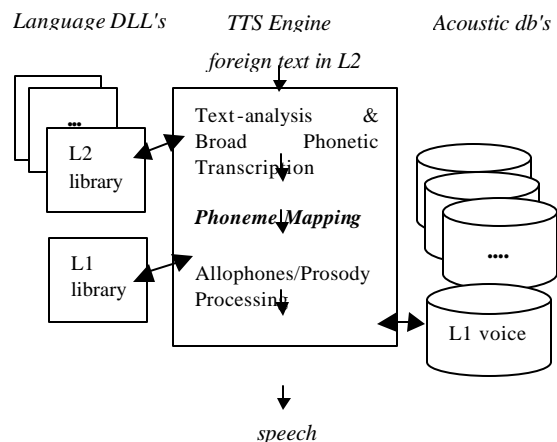 Language DLL's TTS Engine Acoustic db's
foreign text in L2
Text-analysis &
Broad Phonetic
Transcription
...
L2
library
Phoneme Mapping
L1
library
Allophones/Prosody
Processing
....
L1 voice
speech